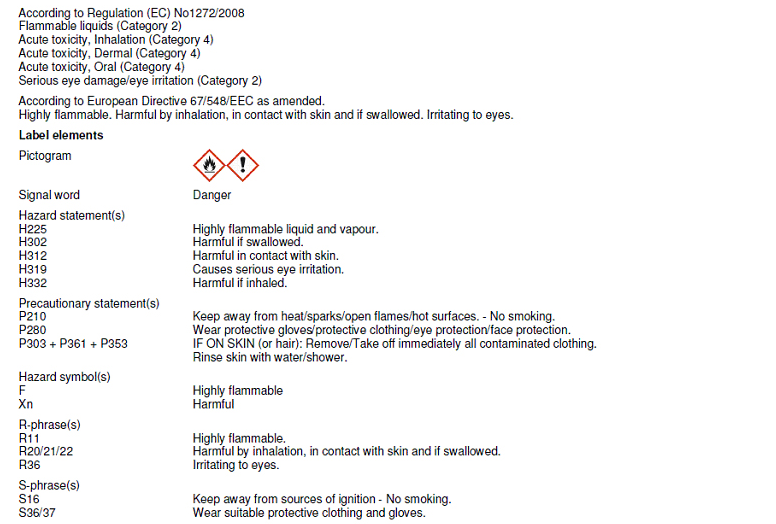 According to Regulation (EC) No1272/2008
Flammable liquids (Category 2)
Acute toxicity, Inhalation (Category 4)
Acute toxicity, Dermal (Category 4)
Acute toxicity, Oral (Category 4)
Serious eye damage/eye irritation (Category 2)
According to European Directive 67/548/EEC as amended.
Highly flammable. Harmful by inhalation, in contact with skin and if swallowed. Irritating to eyes.
Label elements
Pictogram
Signal word Danger
Hazard statement(s)
H225 Highly flammable liquid and vapour.
H302 Harmful if swallowed.
H312 Harmful in contact with skin.
H319 Causes serious eye irritation.
H332 Harmful if inhaled.
Precautionary statement(s)
P210 Keep away from heat/sparks/open flames/hot surfaces. - No smoking.
P280 Wear protective gloves/protective clothing/eye protection/face protection.
P303 + P361 + P353 IF ON SKIN (or hair): Remove/Take off immediately all contaminated clothing.
Rinse skin with water/shower.
Hazard symbol(s)
F Highly flammable
Xn Harmful
R-phrase(s)
R11 Highly flammable.
R20/21/22 Harmful by inhalation, in contact with skin and if swallowed.
R36 Irritating to eyes.
S-phrase(s)
S16 Keep away from sources of ignition - No smoking.
S36/37 Wear suitable protective clothing and gloves.